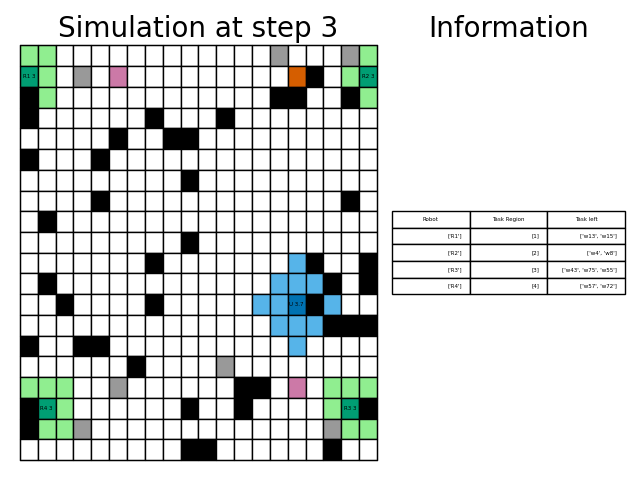 Simulation at step 3
Information
R1 3
R2 3
Robot Task Region Task left
['R1'] [1] ['w13', 'w15']
['R2'] [2] ['w4', 'w8']
['R3'] [3] ['w43', 'w75', 'w55']
['R4'] [4] ['w57', 'w72']
U 3.7
R4 3
R3 3